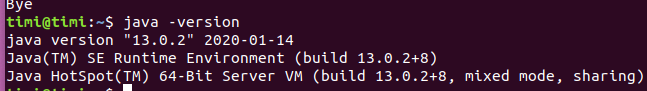 Bye
timi@timi:~$ java -version
java version "13.0.2" 2020-01-14
Java(TM) SE Runtime Environment (build 13.0.2+8)
Java HotSpot(TM) 64-Bit Server VM (build 13.0.2+8, mixed mode, sharing)
timi@timi:~$